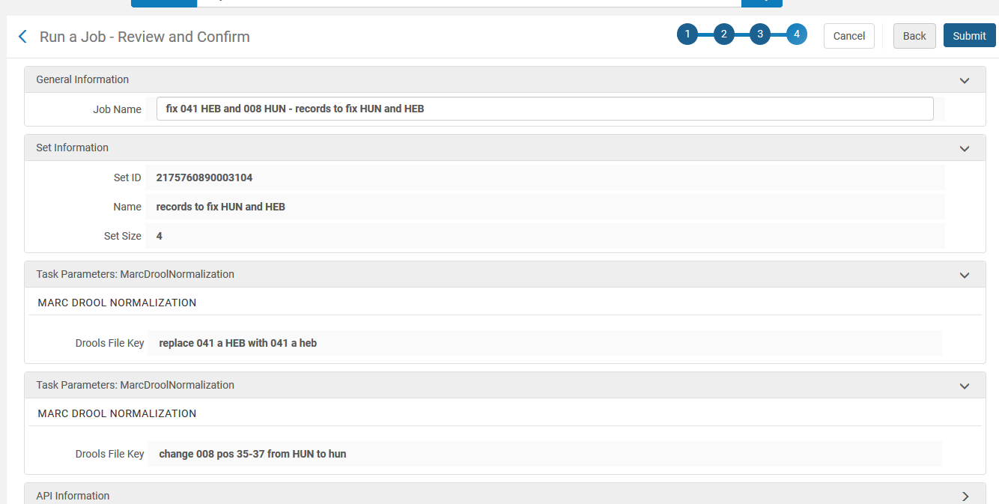 Run a Job - Review and Confirm
1 2 3 4 Cancel Back Submit
General Information
Job Name fix 041 HEB and 008 HUN - records to fix HUN and HEB
Set Information
Set ID 2175760890003104
Name records to fix HUN and HEB
Set Size 4
Task Parameters: MarcDroolNormalization
MARC DROOL NORMALIZATION
Drools File Key replace 041 a HEB with 041 a heb
Task Parameters: MarcDroolNormalization
MARC DROOL NORMALIZATION
Drools File Key change 008 pos 35-37 from HUN to hun
API Information